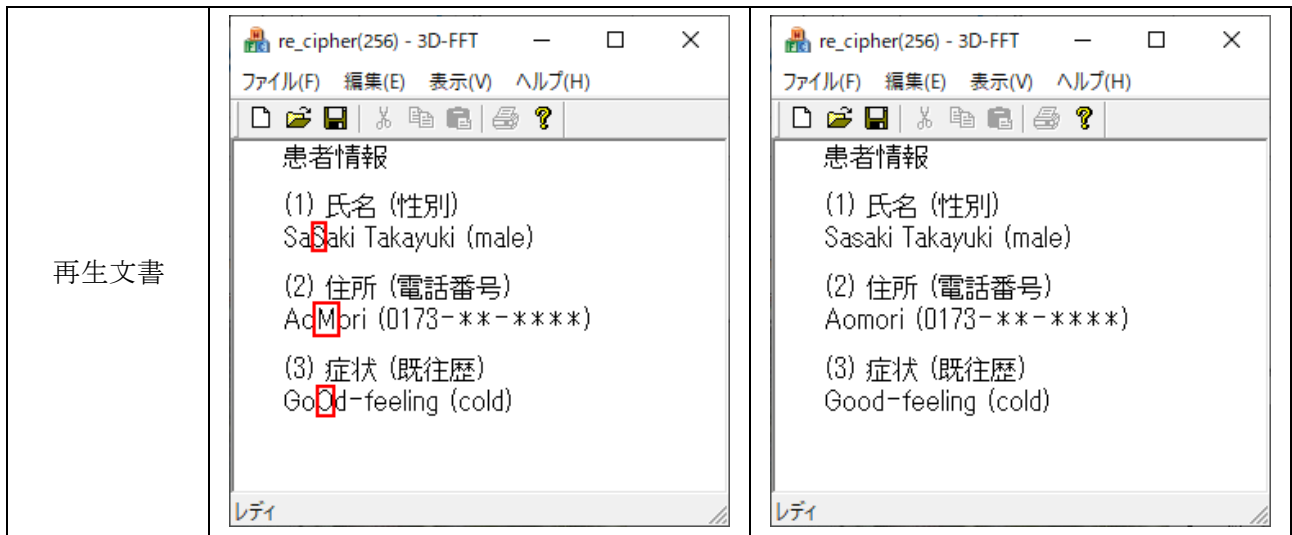 再生文書
re_cipher(256) - 3D-FFT
ファイル(F) 編集(E) 表示(V) ヘルプ(H)
患者情報
(1) 氏名 (性別)
SaSaki Takayuki (male)
(2) 住所 (電話番号)
AoMori (0173-**-****)
(3) 症状 (既往歴)
GoOd-feeling (cold)
レディ
re_cipher(256) - 3D-FFT
ファイル(F) 編集(E) 表示(V) ヘルプ(H)
患者情報
(1) 氏名 (性別)
Sasaki Takayuki (male)
(2) 住所 (電話番号)
Aomori (0173-**-****)
(3) 症状 (既往歴)
Good-feeling (cold)
レディ